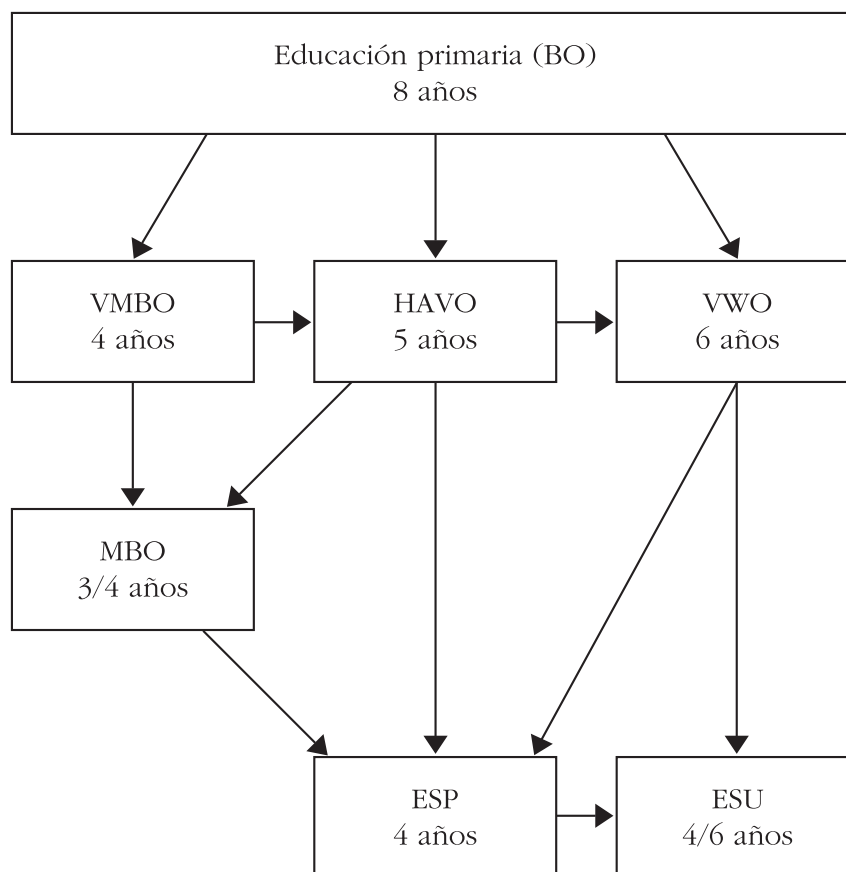 Educación primaria (BO)
8 años
VMBO
4 años
HAVO
5 años
VWO
6 años
MBO
3/4 años
ESP
4 años
ESU
4/6 años